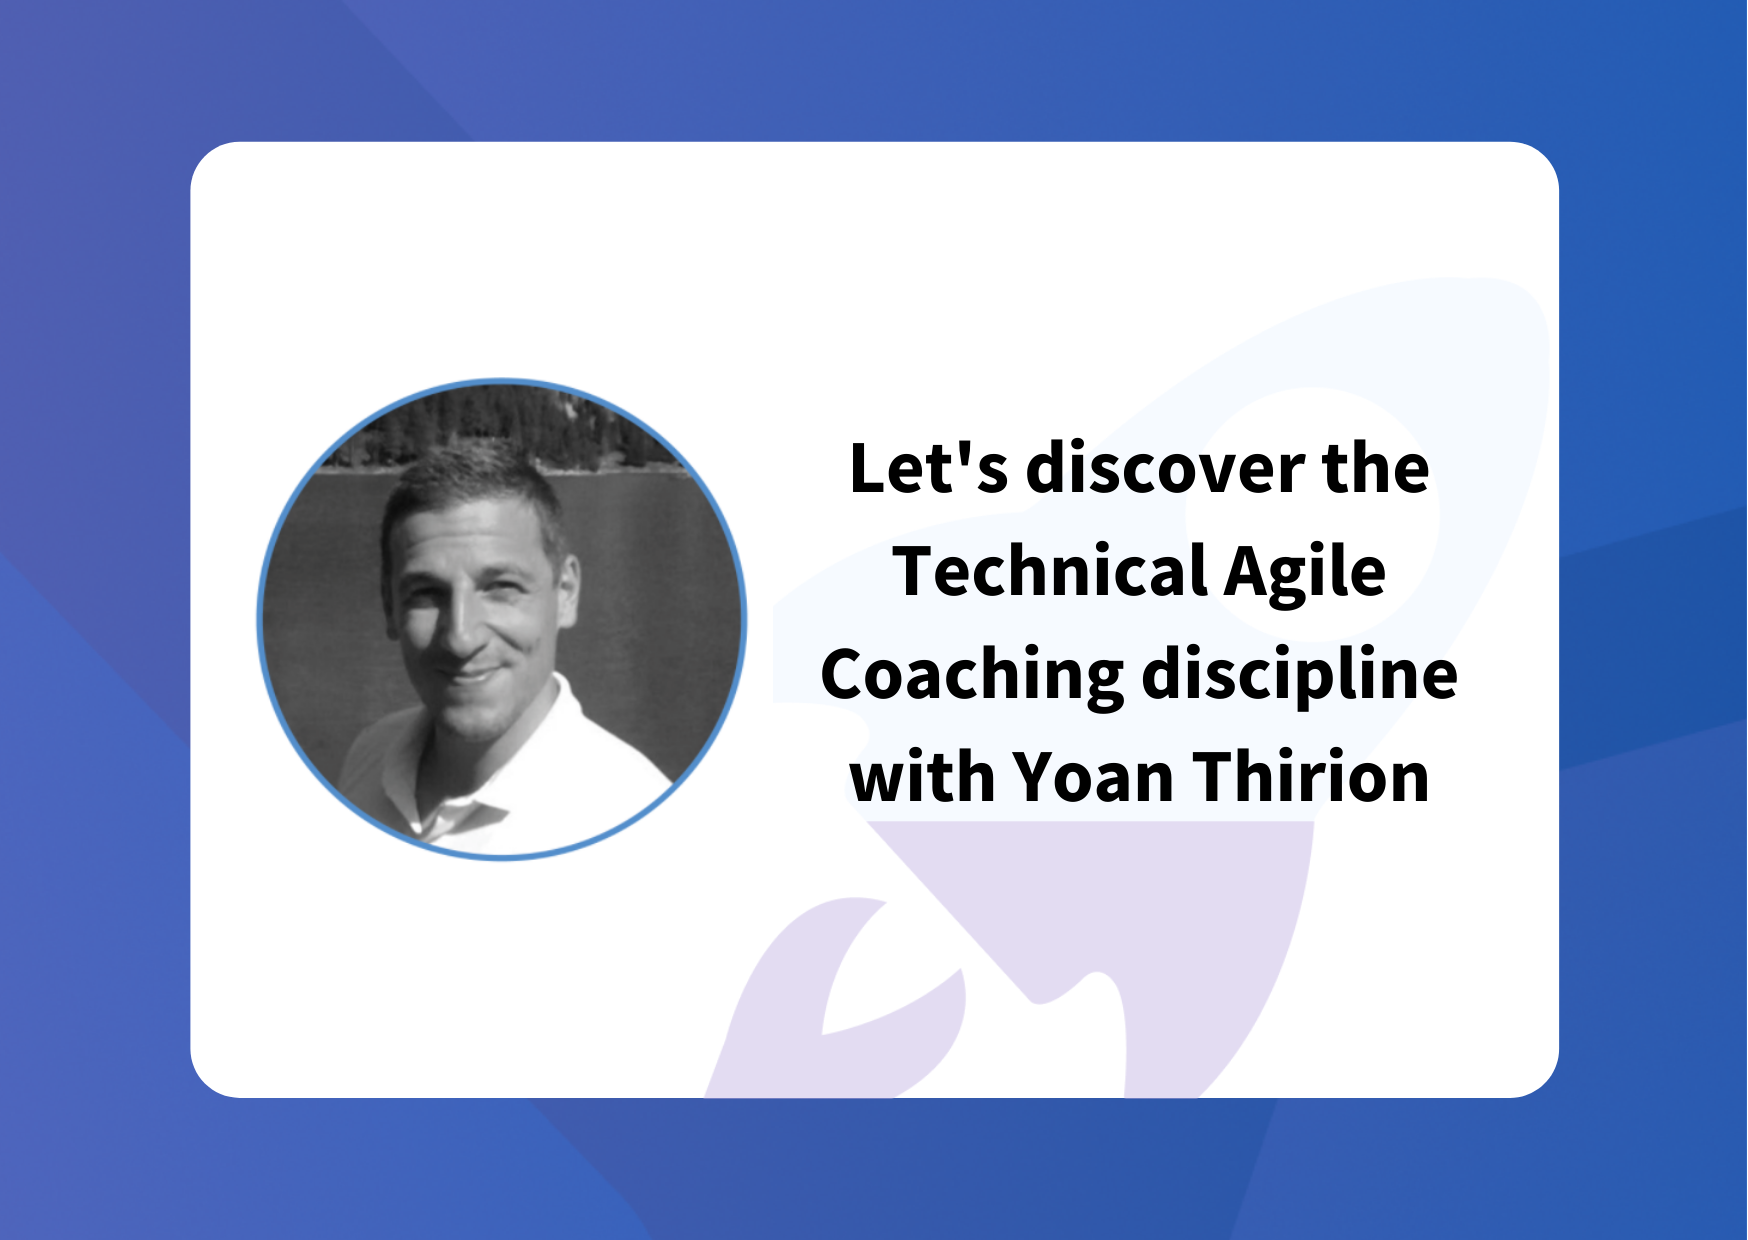 Let's discover the
Technical Agile
Coaching discipline
with Yoan Thirion